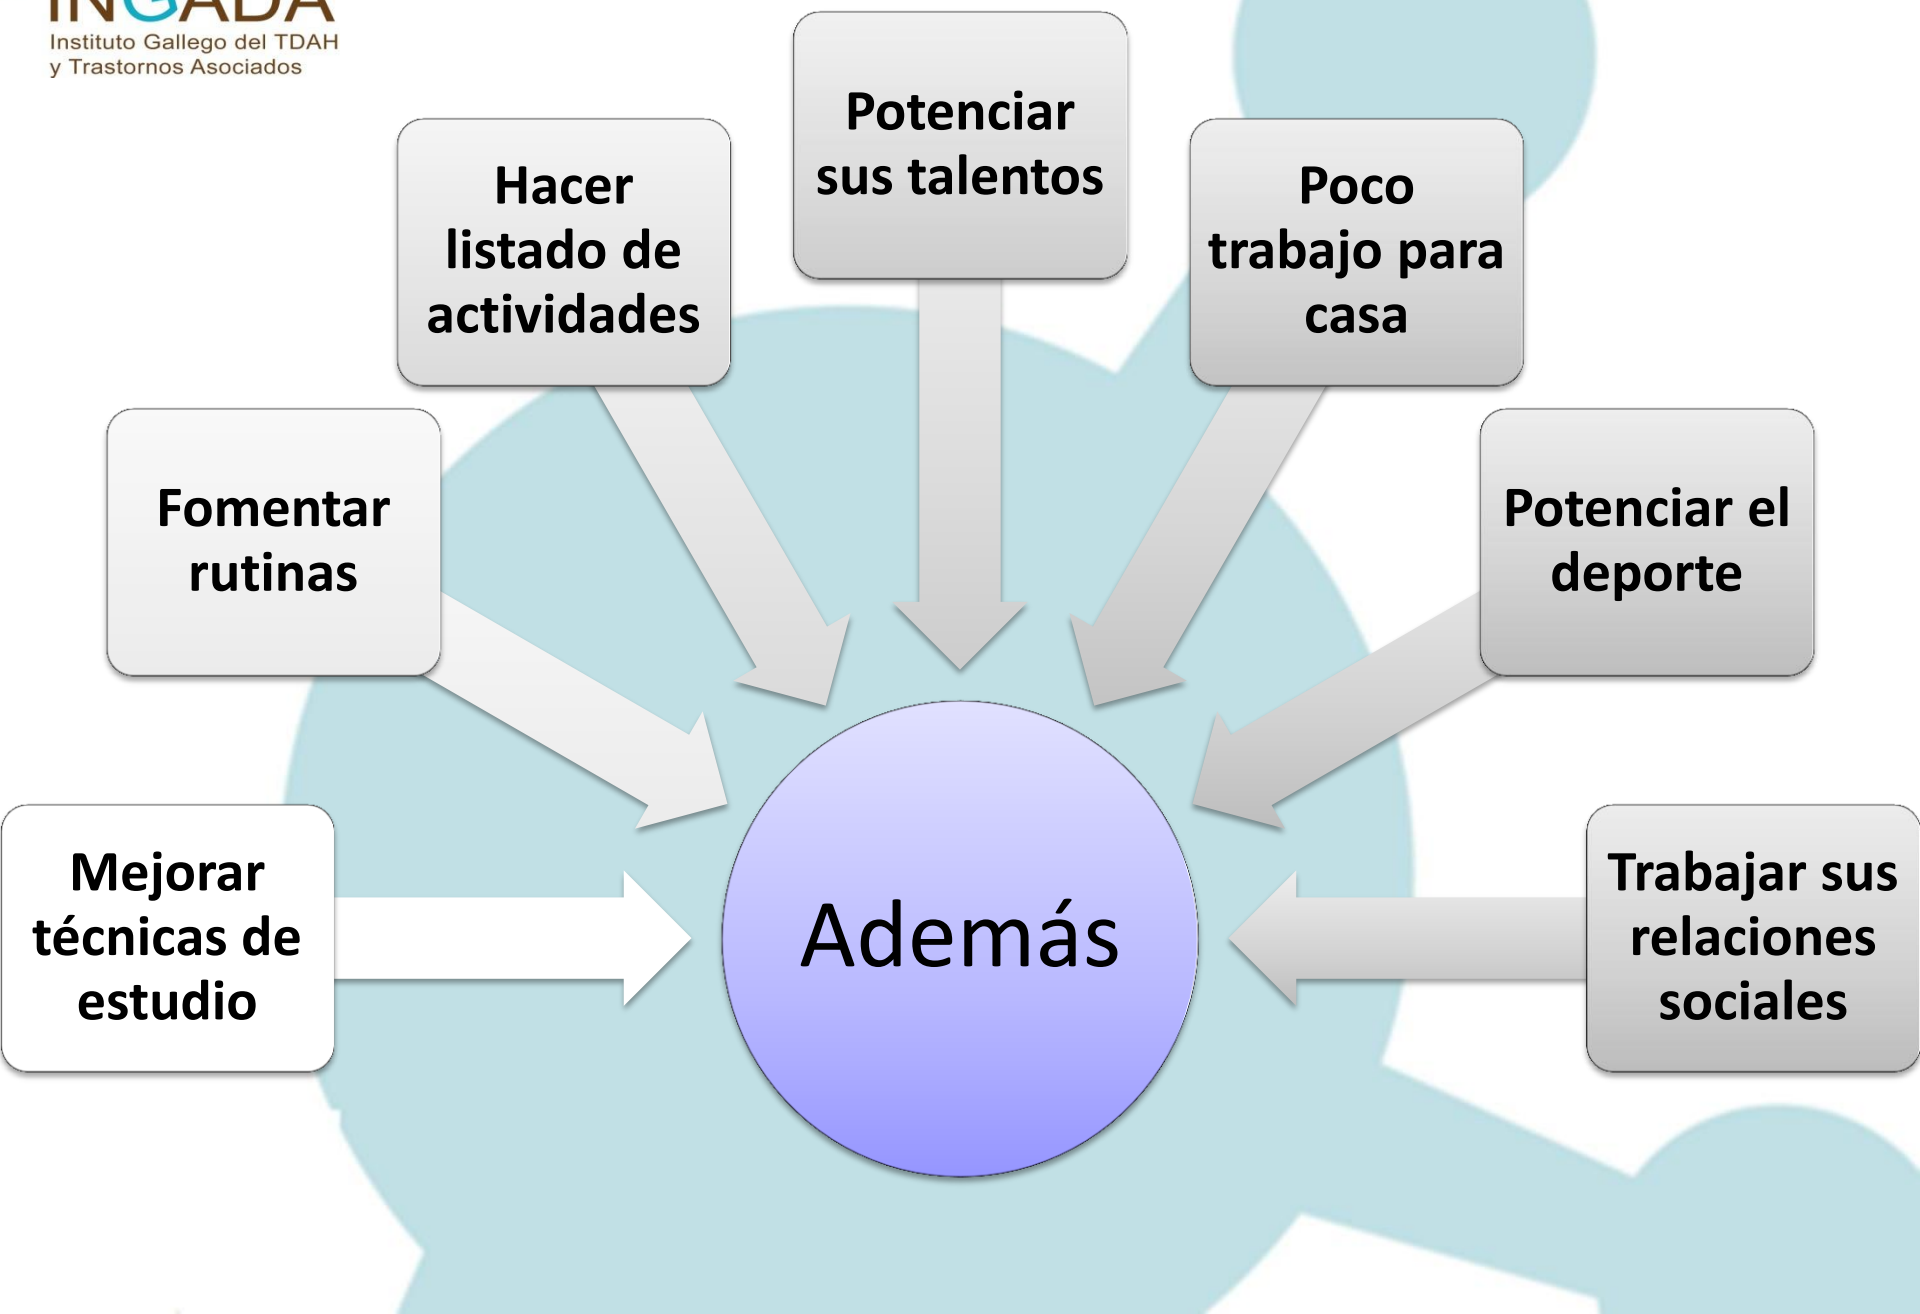 INGADA
Instituto Gallego del TDAH
y Trastornos Asociados
Potenciar
sus talentos
Hacer
listado de
actividades
Poco
trabajo para
casa
Fomentar
rutinas
Potenciar el
deporte
Mejorar
técnicas de
estudio
Además
Trabajar sus
relaciones
sociales